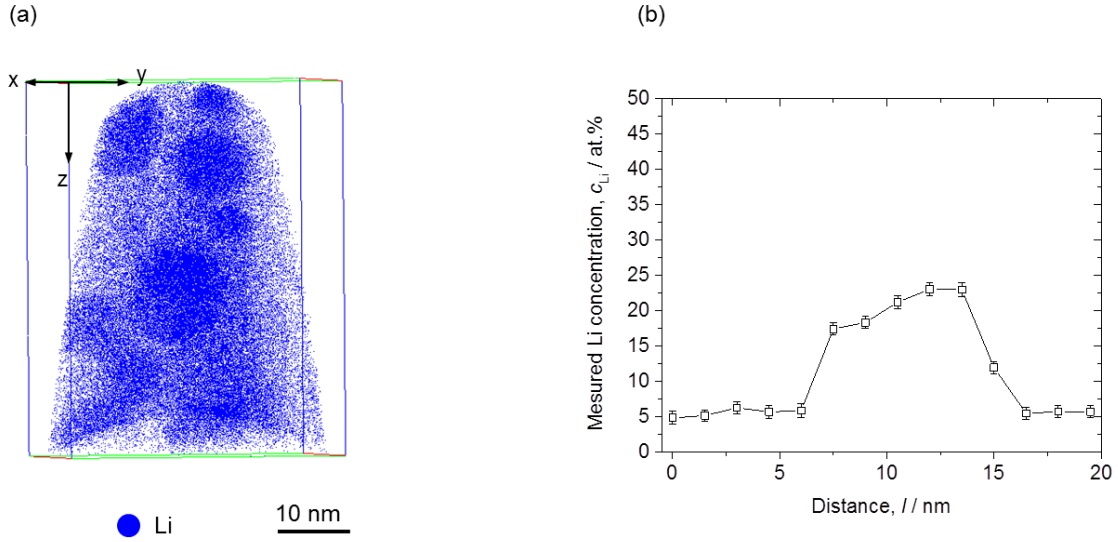 (a)
(b)
x
y
z
Li
10 nm
Mesured Li concentration, cLi / at.%
50
45
40
35
30
25
20
15
10
5
0
0 5 10 15 20
Distance, l / nm